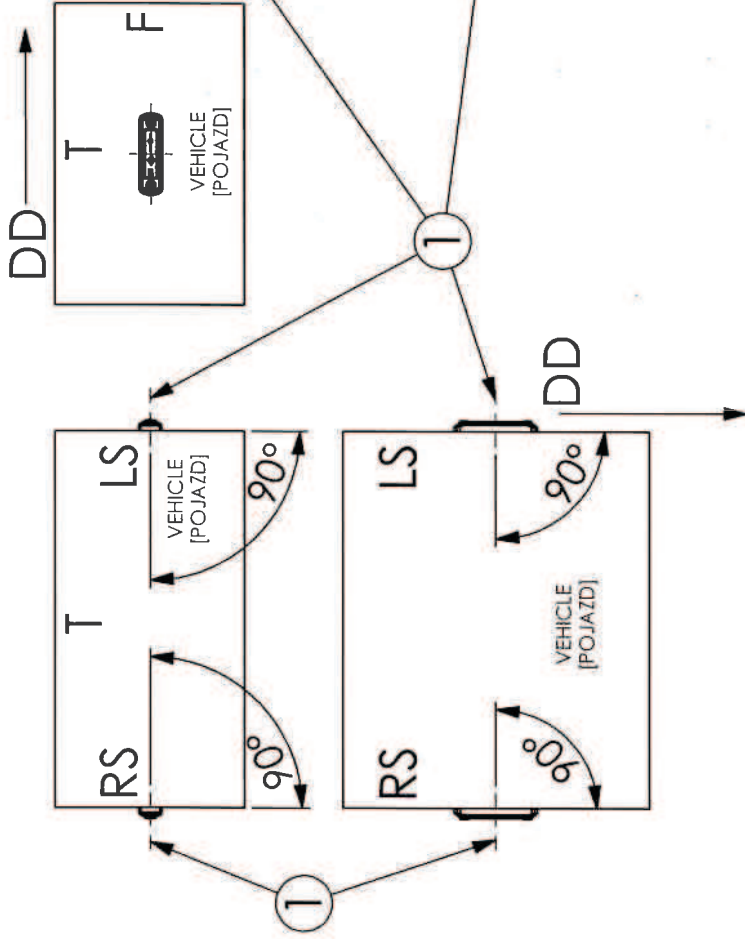 DD
T
F
VEHICLE
[POJAZD]
1
T
RS
LS
VEHICLE
[POJAZD]
90°
90°
1
RS
LS
DD
90°
90°
VEHICLE
[POJAZD]